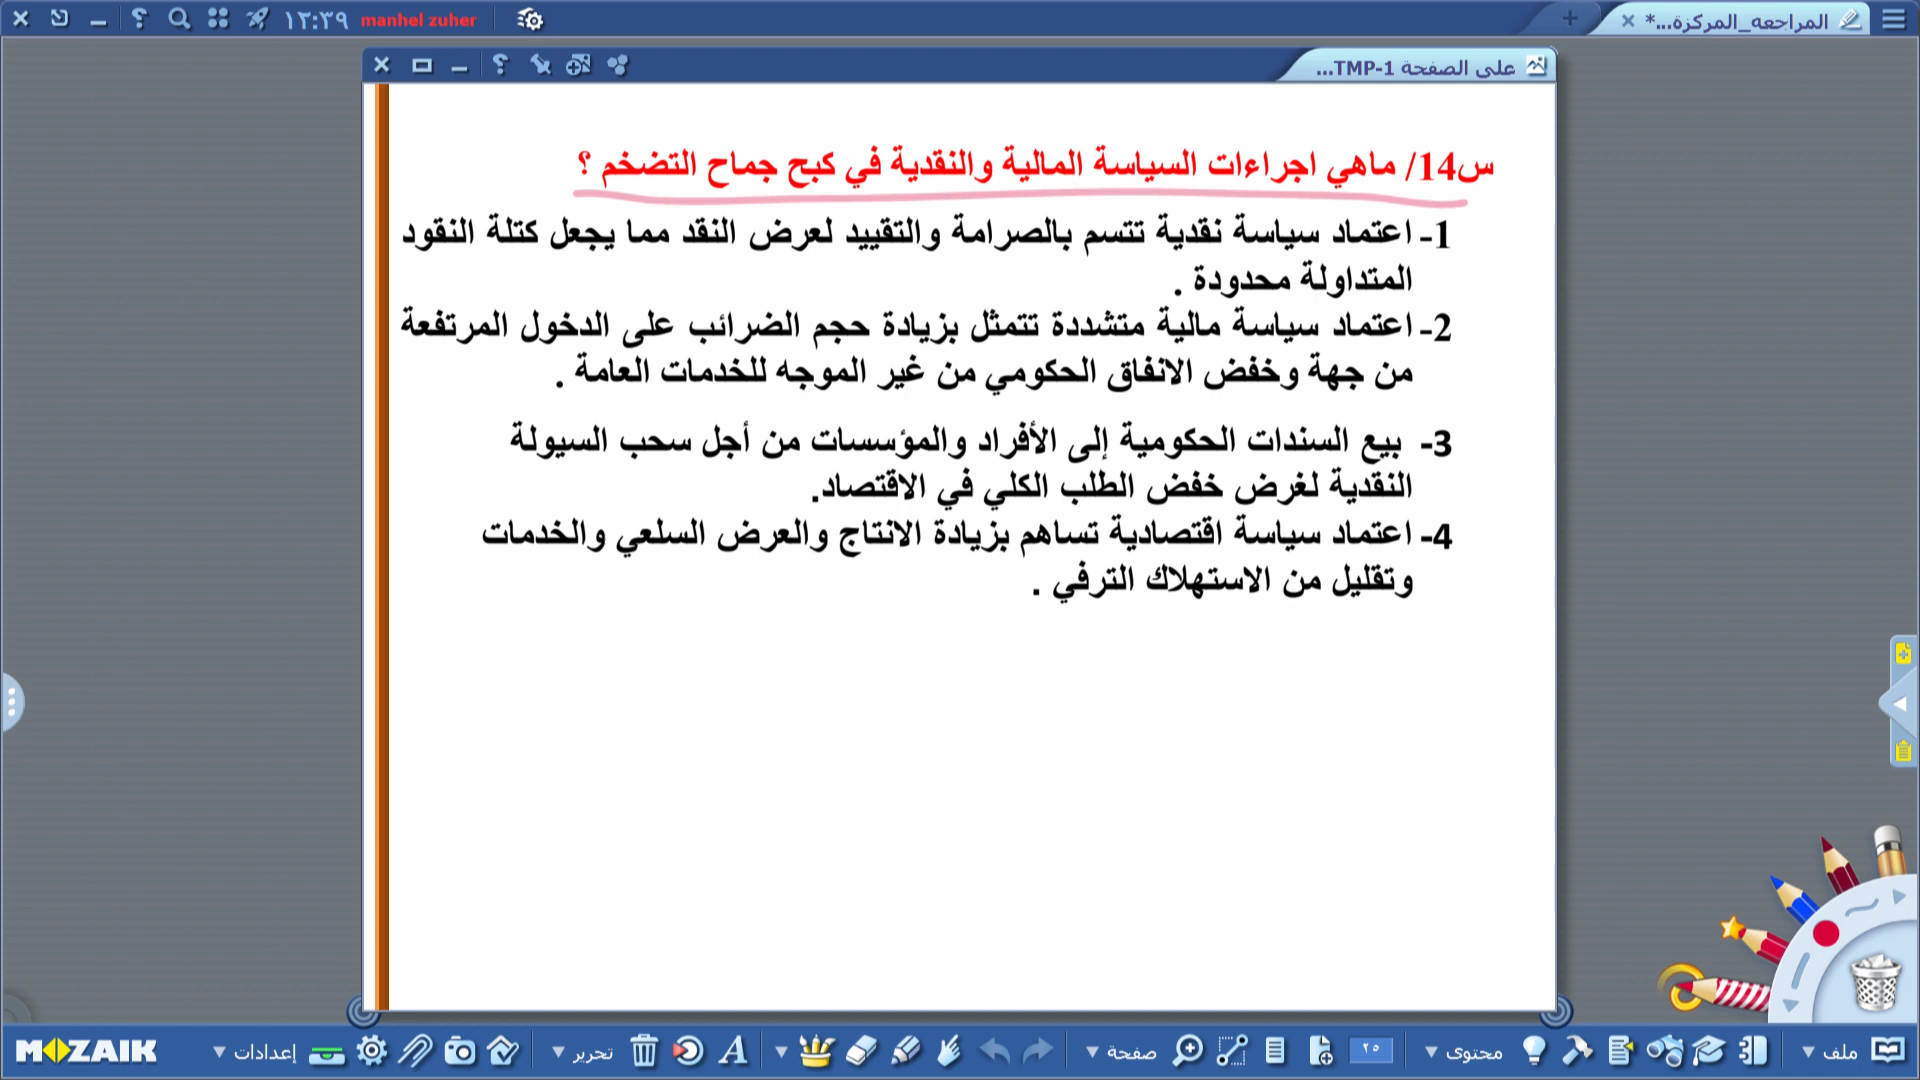 المراجعه_المركزة...*
manhel zuher
١٢:٣٩
على الصفحة TMP-1...
س14/ ماهي اجراءات السياسة المالية والنقدية في كبح جماح التضخم ؟
1- اعتماد سياسة نقدية تتسم بالصرامة والتقييد لعرض النقد مما يجعل كتلة النقود
المتداولة محدودة .
2- اعتماد سياسة مالية متشددة تتمثل بزيادة حجم الضرائب على الدخول المرتفعة
من جهة وخفض الانفاق الحكومي من غير الموجه للخدمات العامة .
3- بيع السندات الحكومية إلى الأفراد والمؤسسات من أجل سحب السيولة
النقدية لغرض خفض الطلب الكلي في الاقتصاد.
4- اعتماد سياسة اقتصادية تساهم بزيادة الانتاج والعرض السلعي والخدمات
وتقليل من الاستهلاك الترفي .
ملف محتوى ٢٥ صفحة تحرير إعدادات MOZAIK